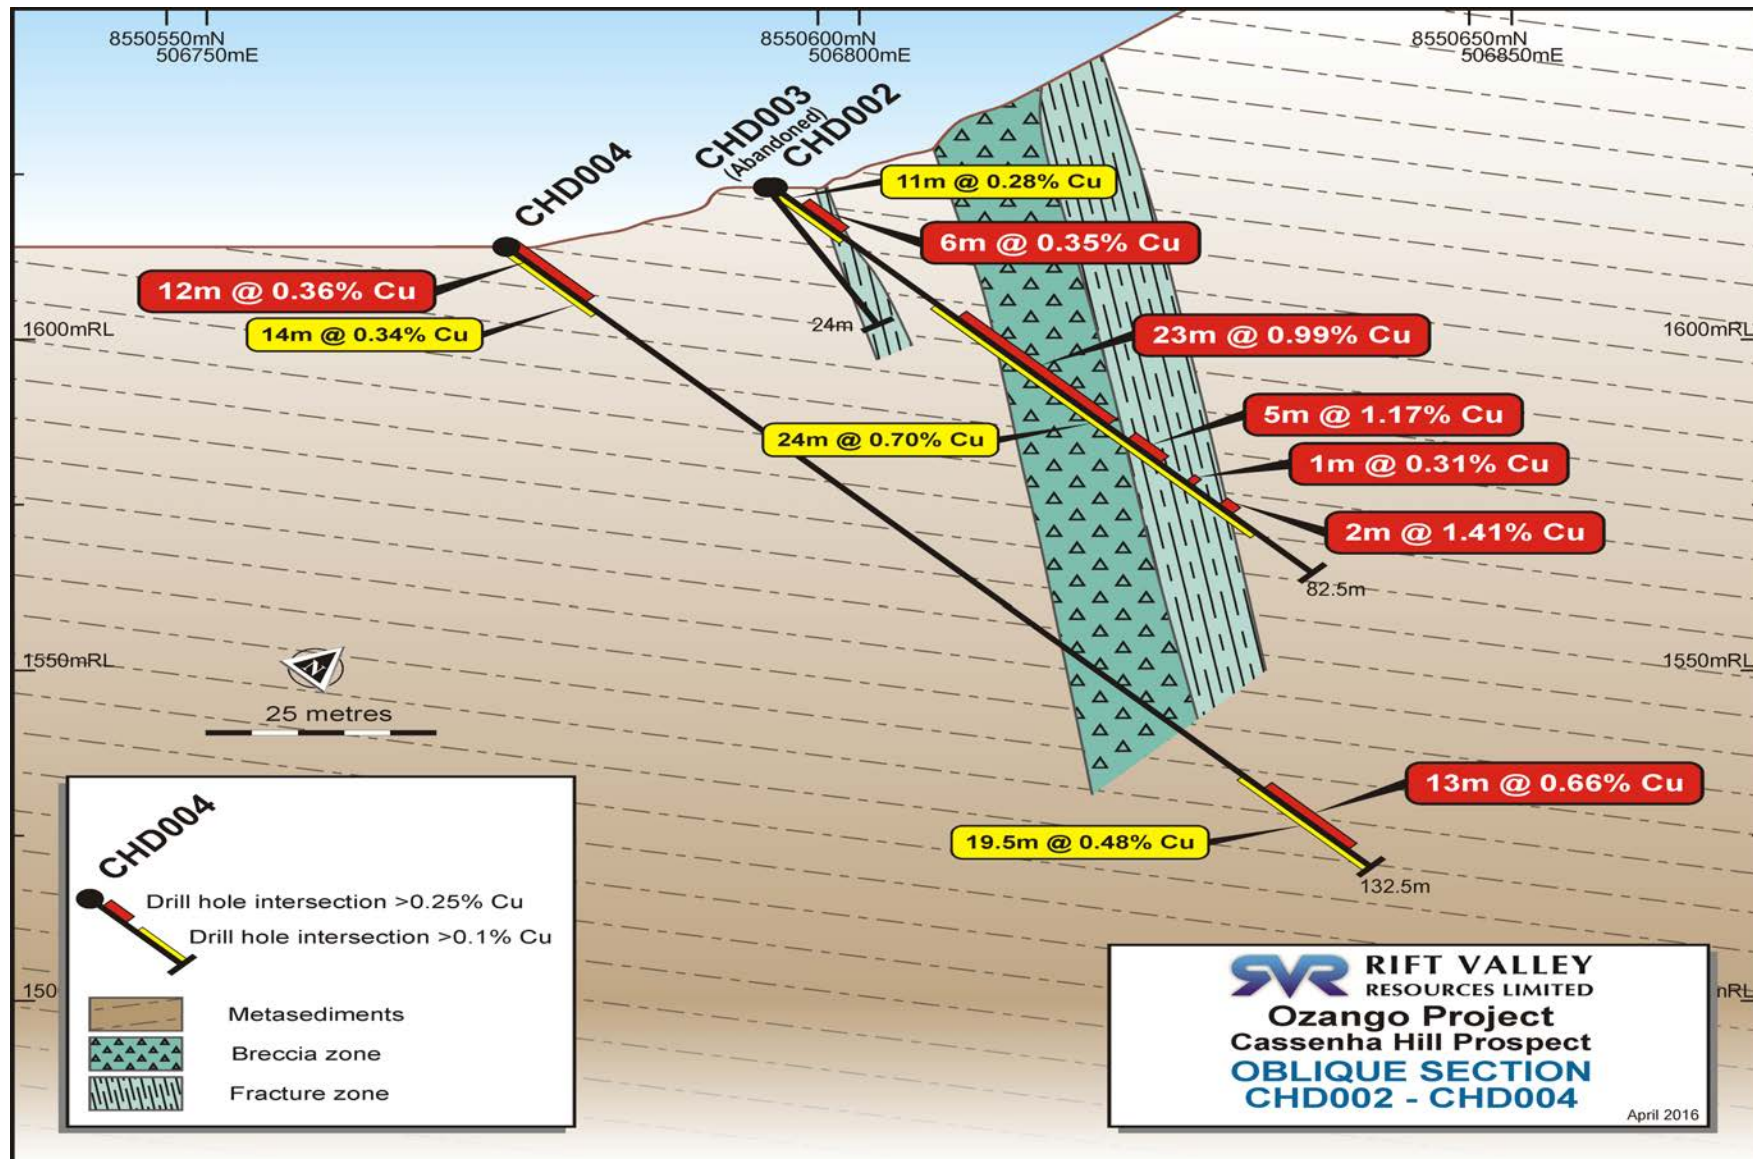 8550550mN
506750mE
8550600mN
506800mE
8550650mN
506850mE
CHD003
(Abandoned)
CHD002
CHD004
11m @ 0.28% Cu
6m @ 0.35% Cu
12m @ 0.36% Cu
14m @ 0.34% Cu
1600mRL
24m
23m @ 0.99% Cu
1600mRL
24m @ 0.70% Cu
5m @ 1.17% Cu
1m @ 0.31% Cu
2m @ 1.41% Cu
82.5m
1550mRL
N
1550mRL
25 metres
13m @ 0.66% Cu
19.5m @ 0.48% Cu
132.5m
CHD004
Drill hole intersection >0.25% Cu
Drill hole intersection >0.1% Cu
150
mRL
Metasediments
Breccia zone
Fracture zone
RVR RIFT VALLEY
RESOURCES LIMITED
Ozango Project
Cassenha Hill Prospect
OBLIQUE SECTION
CHD002 - CHD004
April 2016